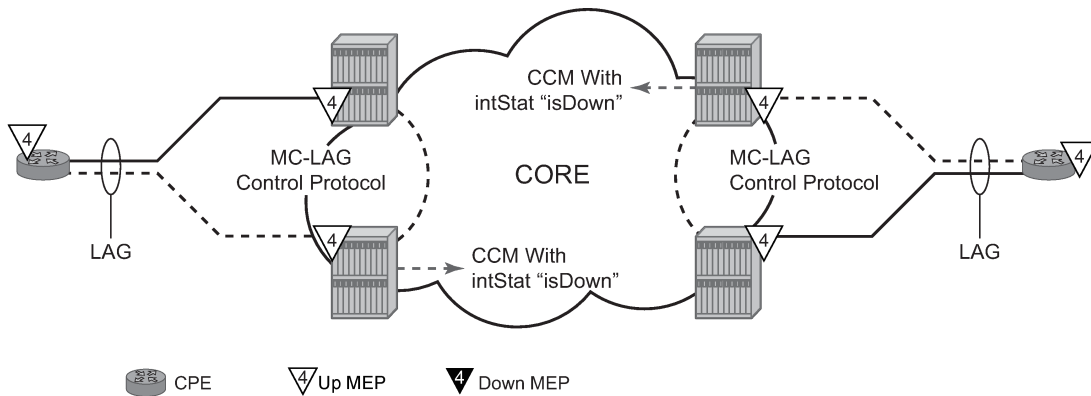 4
4
CCM With
intStat “isDown”
4
4
4
MC-LAG
Control Protocol
CORE
MC-LAG
Control Protocol
4
4
LAG
CCM With
intStat “isDown”
LAG
CPE
4 Up MEP
4 Down MEP